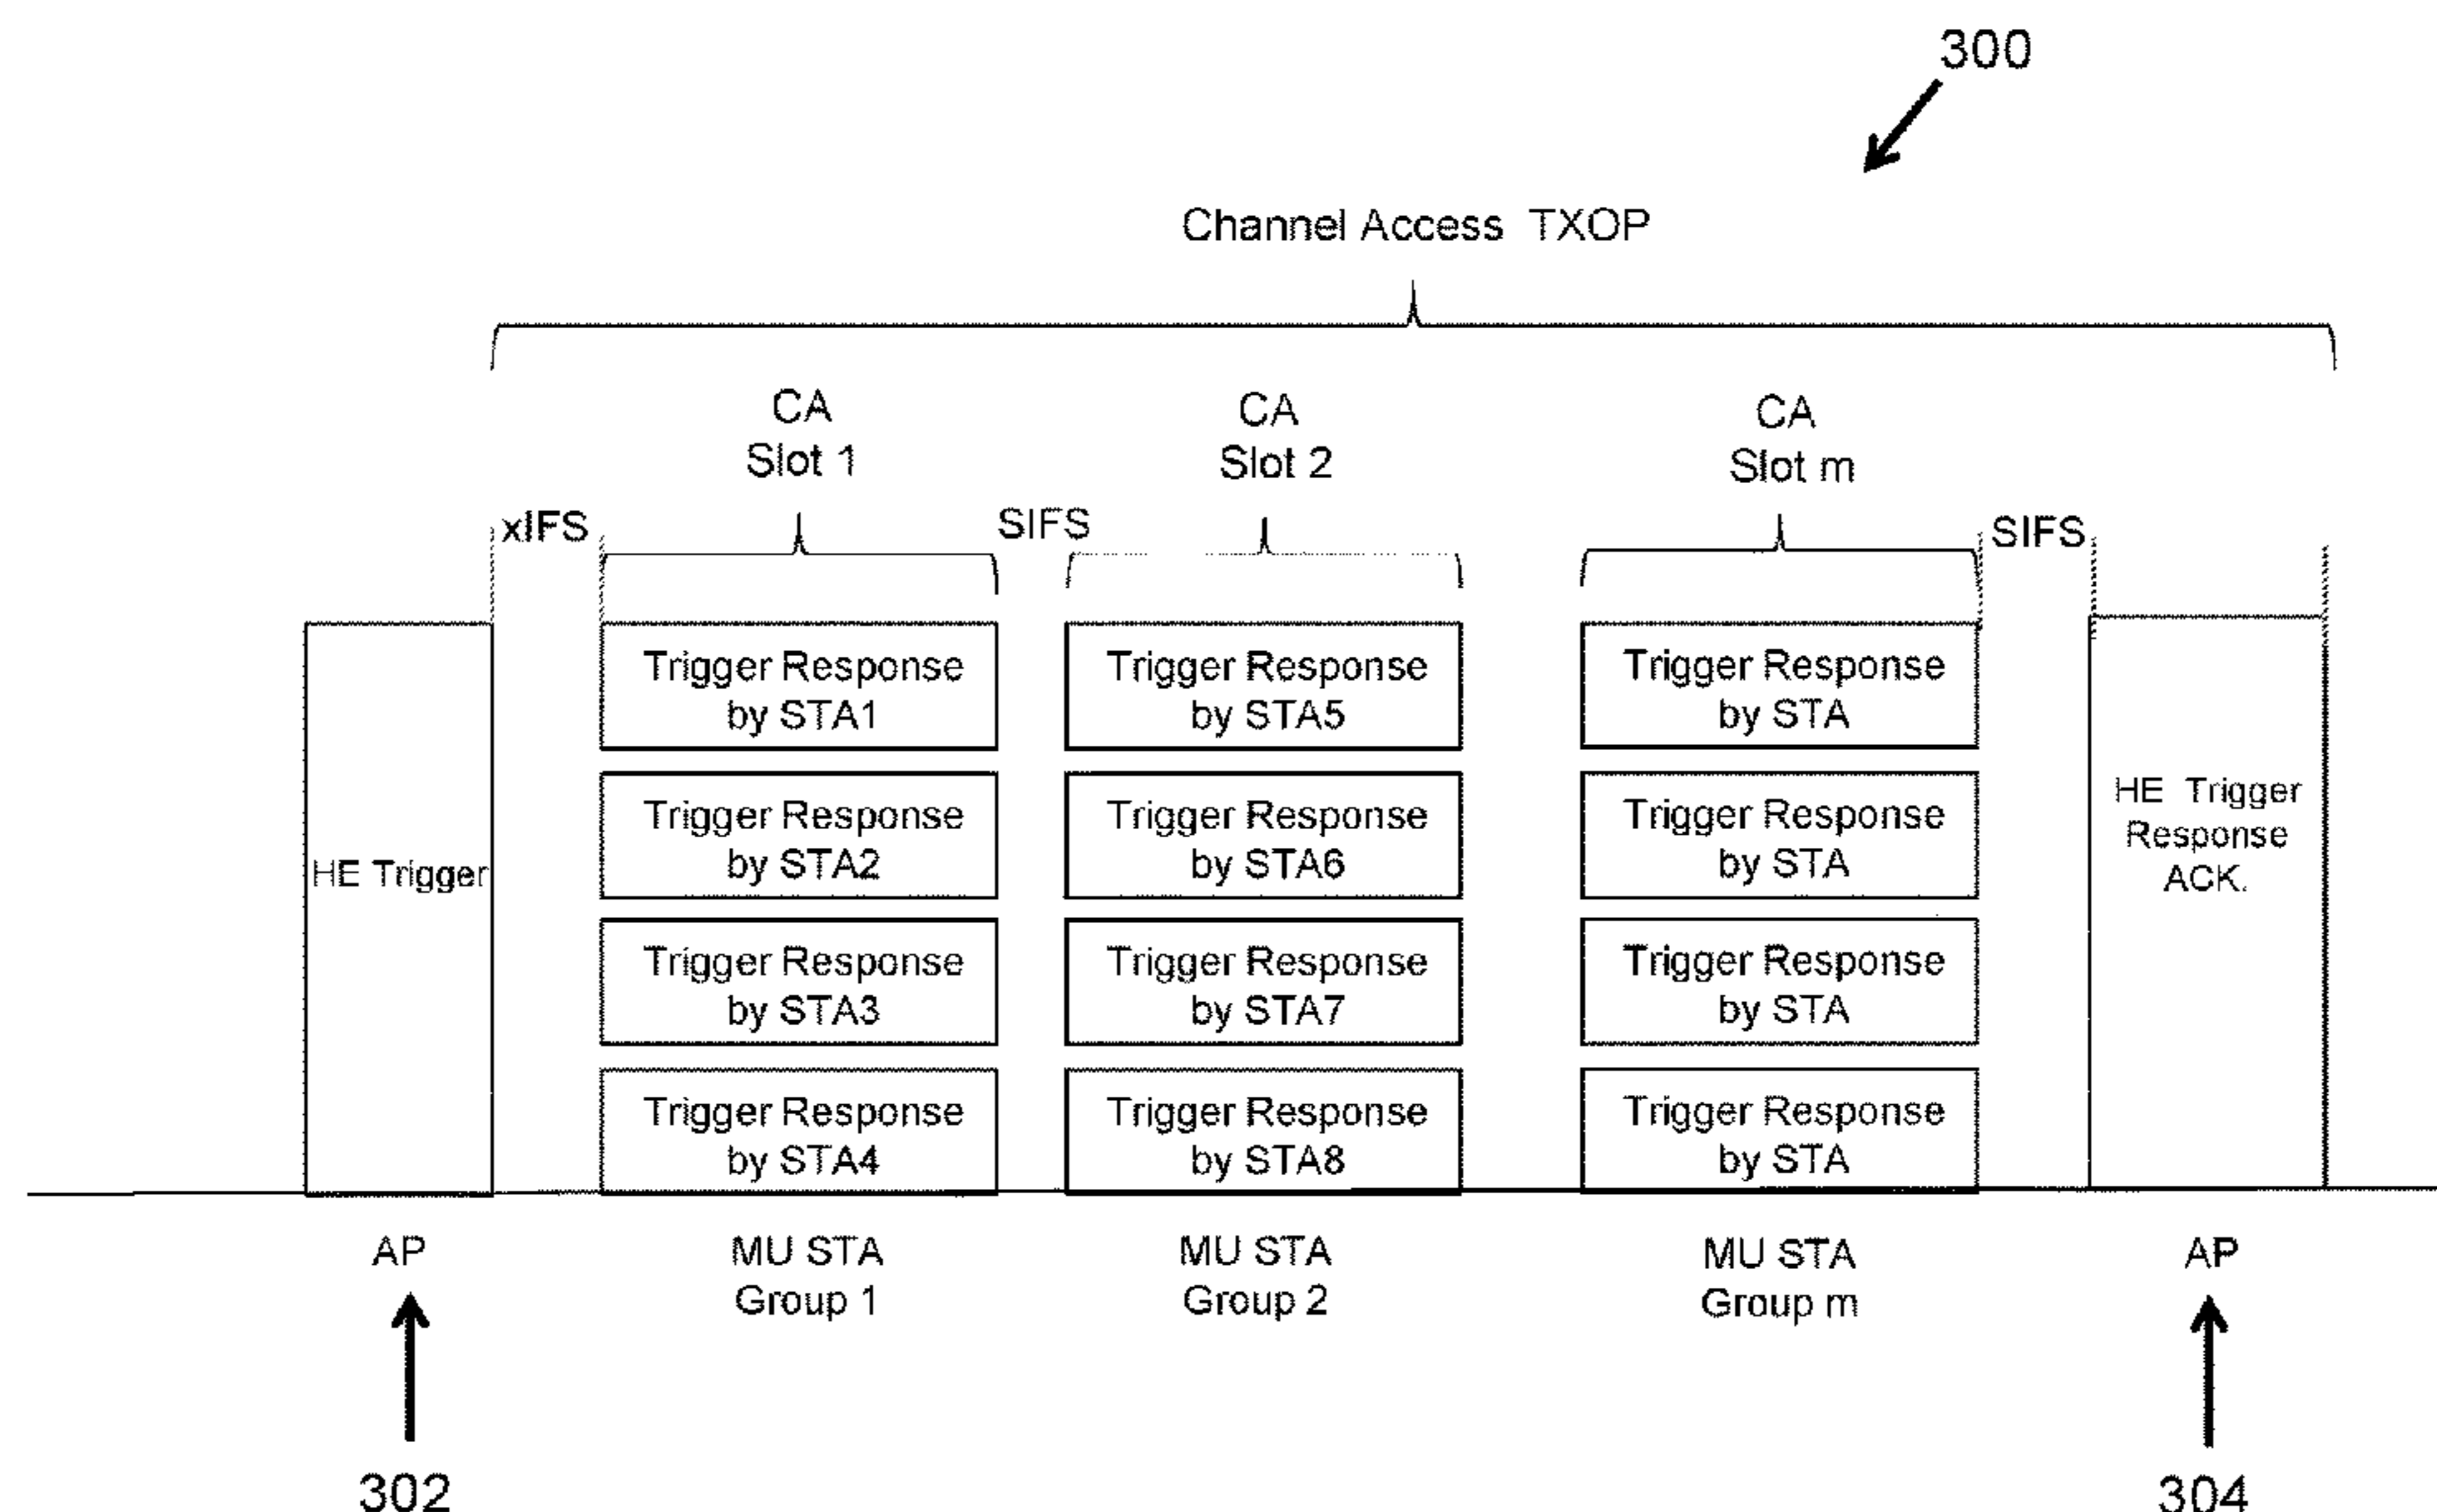 300
Channel Access TXOP
CA
Slot 1
CA
Slot 2
CA
Slot m
xIFS
SIFS
SIFS
HE Trigger
Trigger Response
by STA1
Trigger Response
by STA2
Trigger Response
by STA3
Trigger Response
by STA4
Trigger Response
by STA5
Trigger Response
by STA6
Trigger Response
by STA7
Trigger Response
by STA8
Trigger Response
by STA
Trigger Response
by STA
Trigger Response
by STA
Trigger Response
by STA
HE Trigger
Response
ACK.
AP
MU STA
Group 1
MU STA
Group 2
MU STA
Group m
AP
302
304